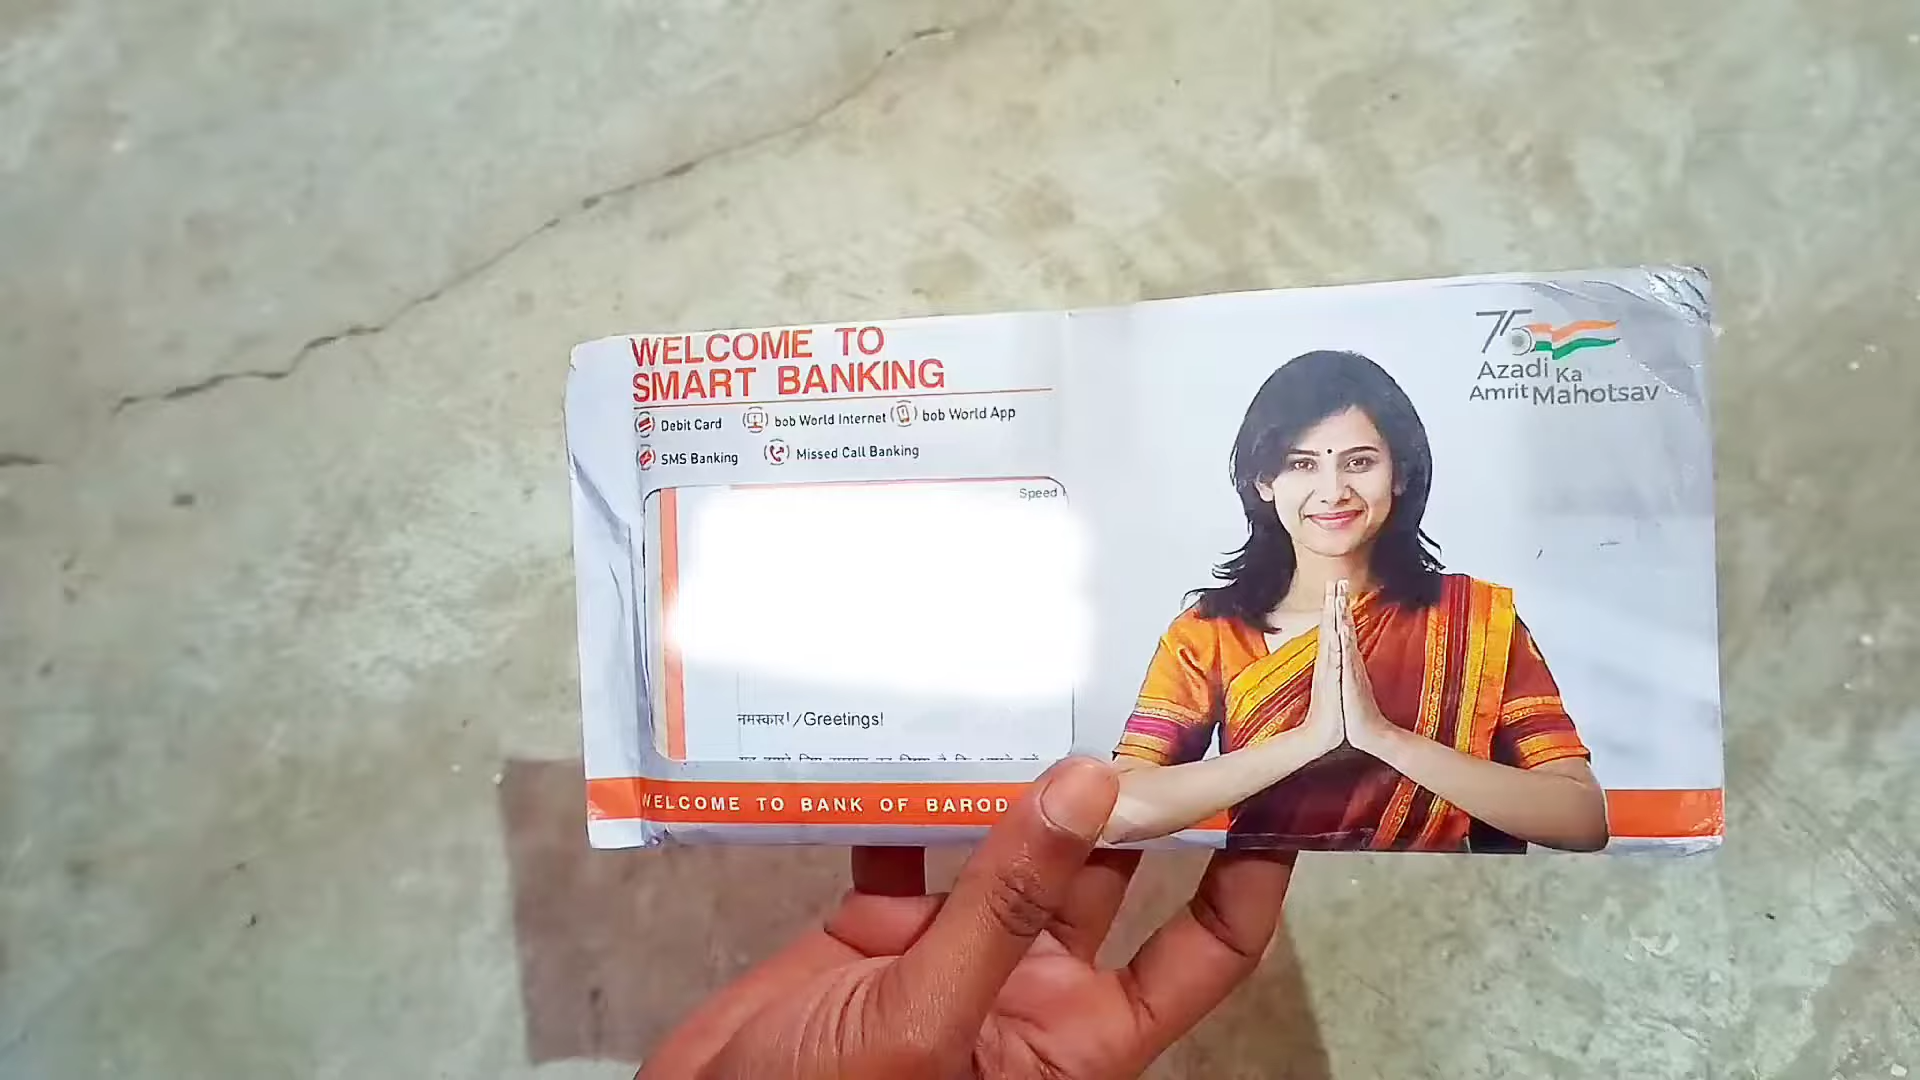 WELCOME TO
SMART BANKING
Debit Card bob World Internet bob World App
SMS Banking Missed Call Banking
Speed
नमस्कार!/Greetings!
WELCOME TO BANK OF BAROD
75
Azadi Ka
Amrit Mahotsav